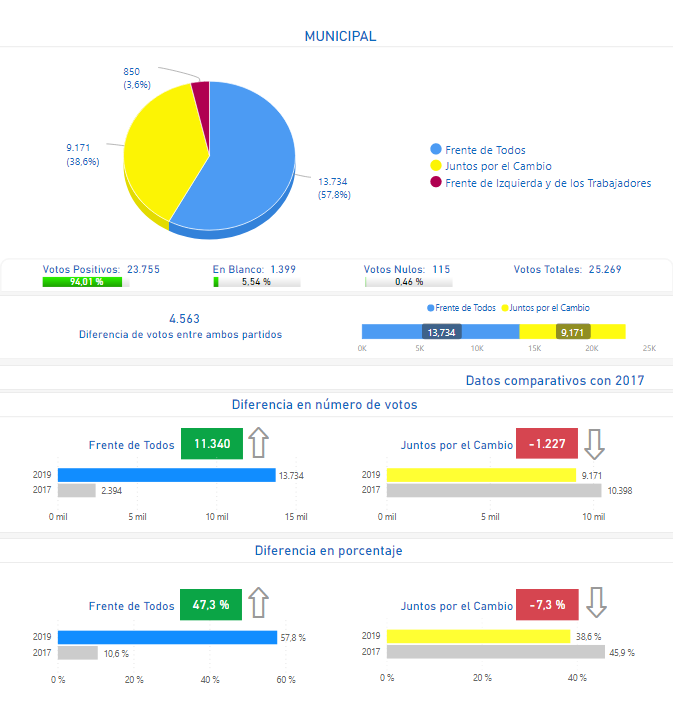 MUNICIPAL
850
(3,6%)
9.171
(38,6%)
13.734
(57,8%)
Frente de Todos
Juntos por el Cambio
Frente de Izquierda y de los Trabajadores
Votos Positivos: 23.755
94,01 %
En Blanco: 1.399
5,54 %
Votos Nulos: 115
0,46 %
Votos Totales: 25.269
4.563
Diferencia de votos entre ambos partidos
Frente de Todos Juntos por el Cambio
13,734 9,171
0K 5K 10K 15K 20K 25K
Datos comparativos con 2017
Diferencia en número de votos
Frente de Todos 11.340
2019 13.734
2017 2.394
0 mil 5 mil 10 mil 15 mil
Juntos por el Cambio -1.227
2019 9.171
2017 10.398
0 mil 5 mil 10 mil
Diferencia en porcentaje
Frente de Todos 47,3 %
2019 57,8 %
2017 10,6 %
0 % 20 % 40 % 60 %
Juntos por el Cambio -7,3 %
2019 38,6 %
2017 45,9 %
0 % 20 % 40 %